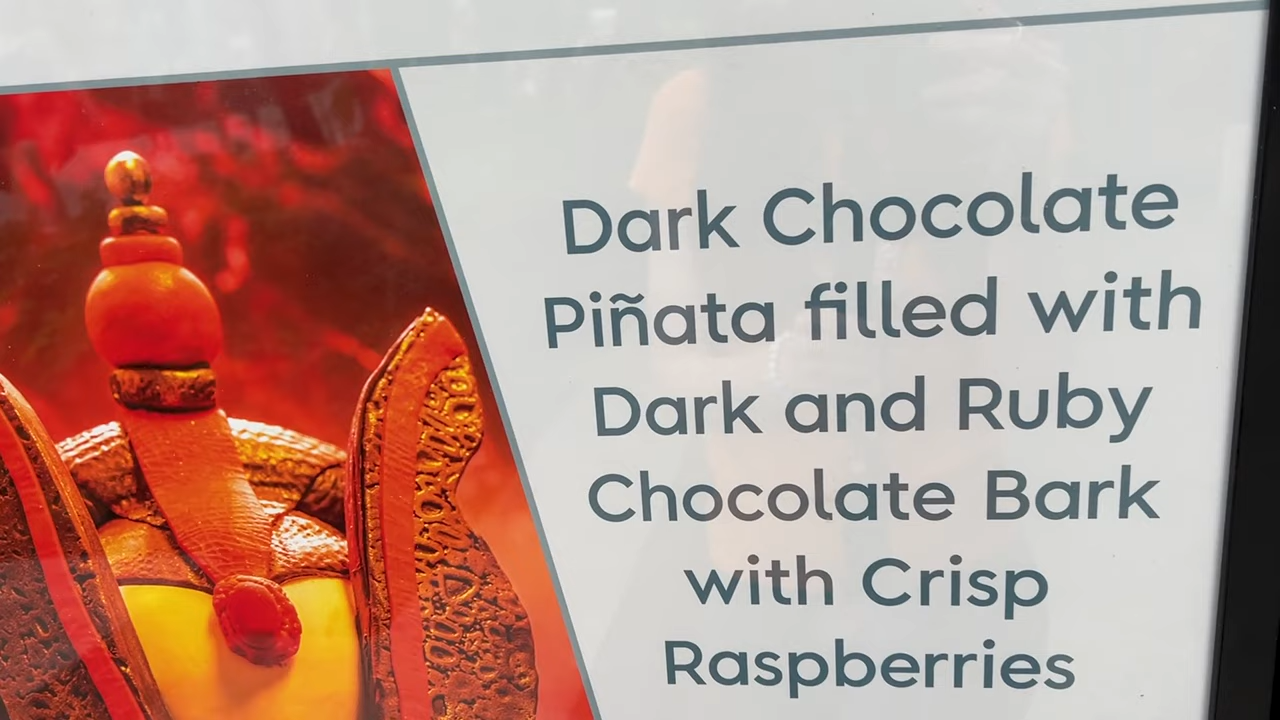 Dark Chocolate
Piñata filled with
Dark and Ruby
Chocolate Bark
with Crisp
Raspberries